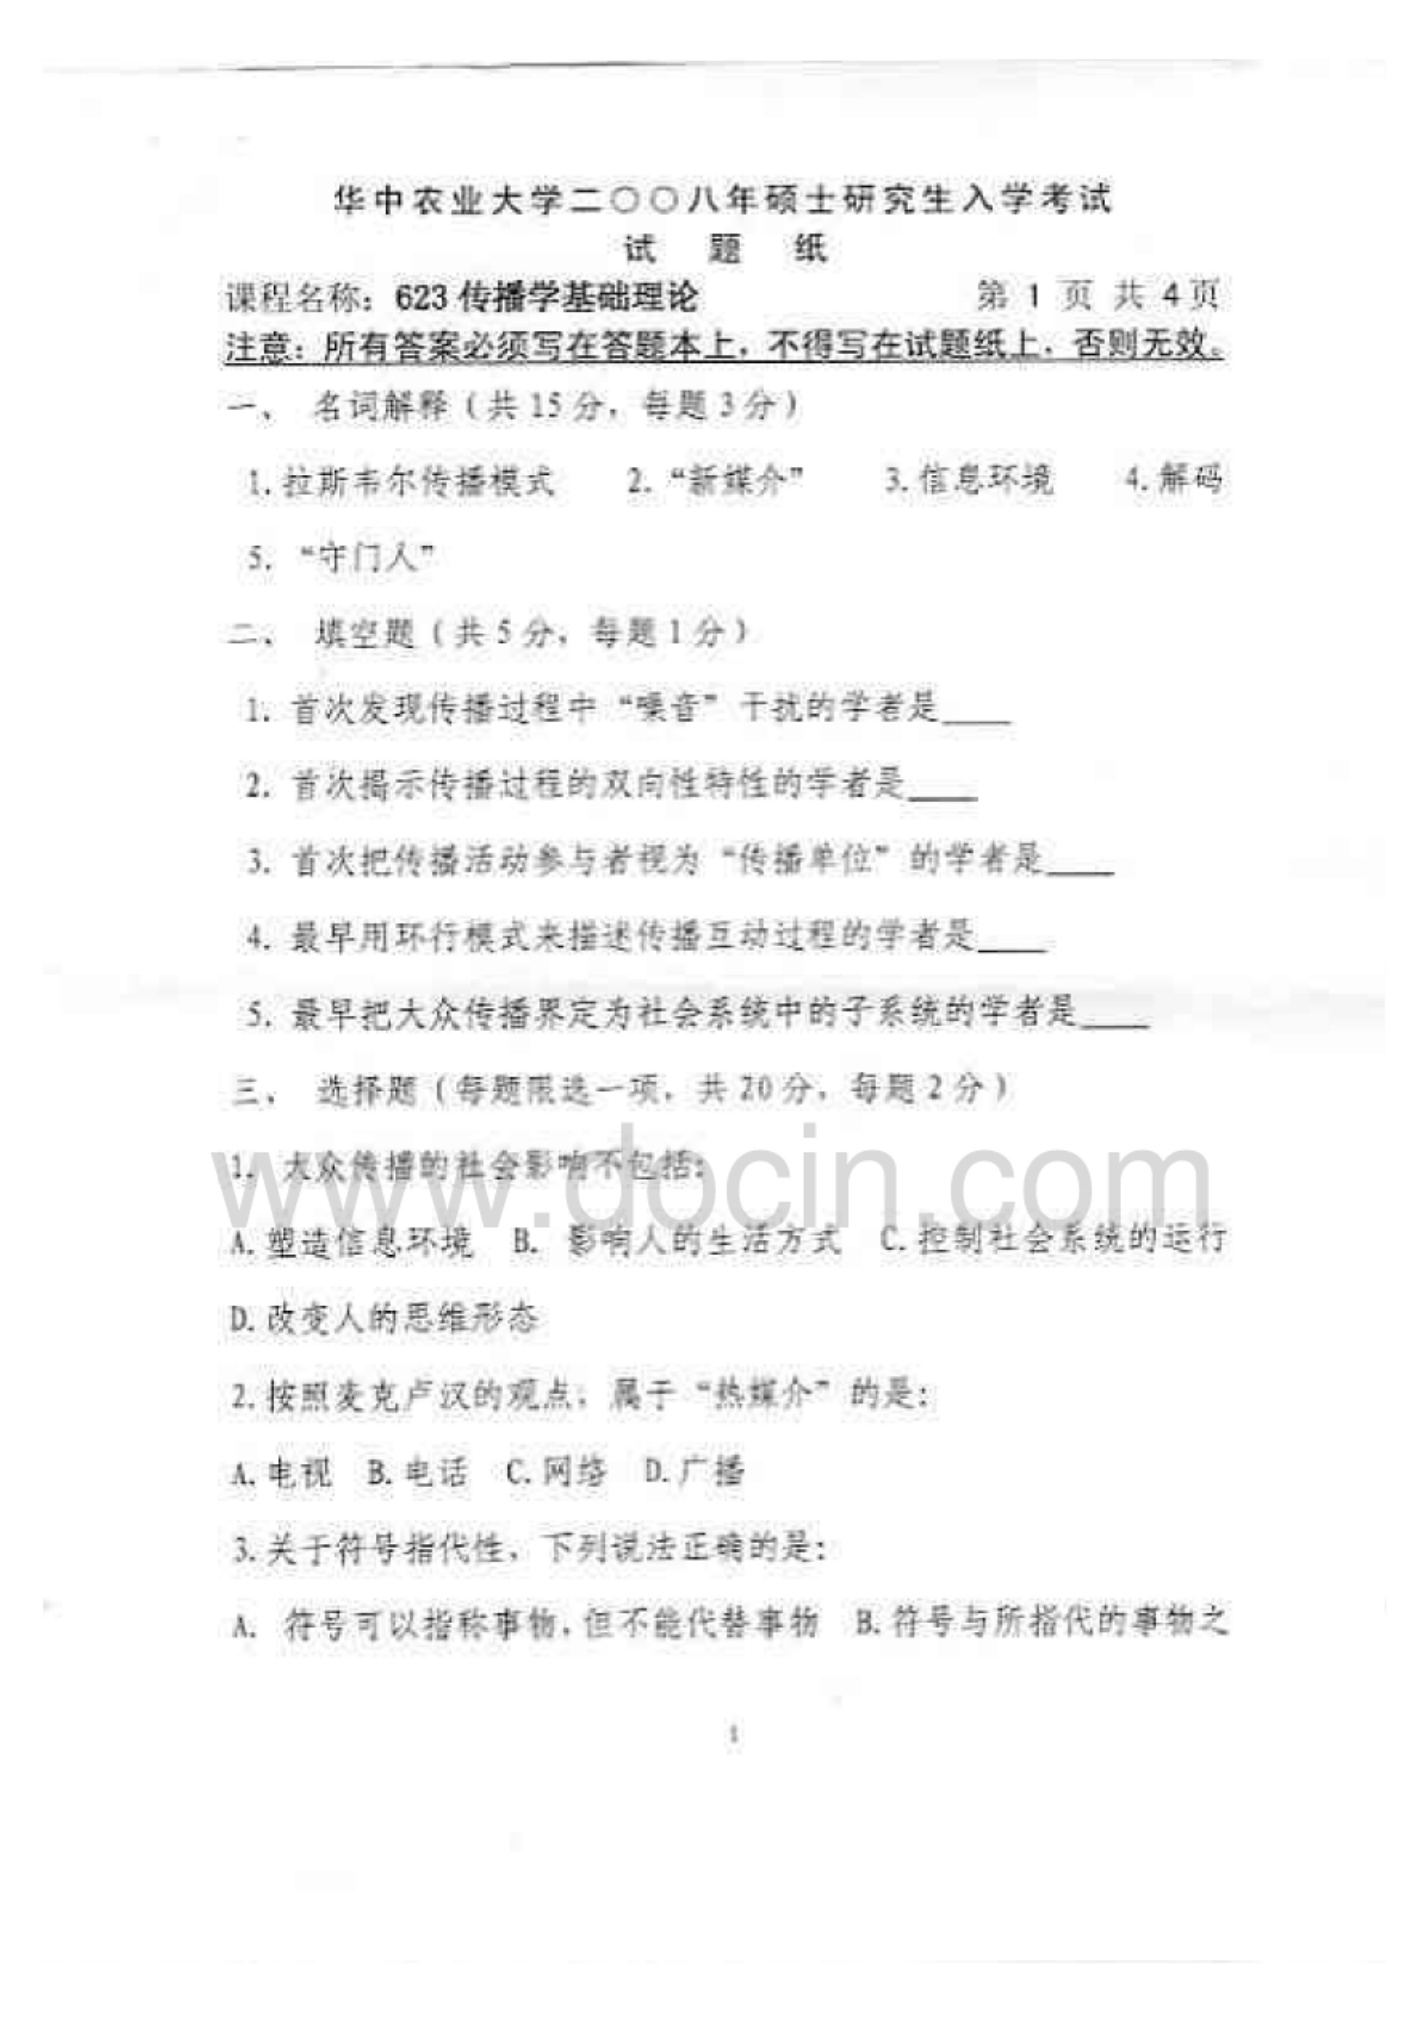 华中农业大学二〇〇八年硕士研究生入学考试
试 题 纸
课程名称：623 传播学基础理论 第 1 页 共 4 页
注意：所有答案必须写在答题本上，不得写在试题纸上，否则无效。
一、 名词解释（共 15 分，每题 3 分）
1.拉斯韦尔传播模式 2.“新媒介” 3.信息环境 4.解码
5. “守门人”
二、 填空题（共 5 分，每题 1 分）
1. 首次发现传播过程中“噪音”干扰的学者是____
2. 首次揭示传播过程的双向性特性的学者是____
3. 首次把传播活动参与者视为“传播单位”的学者是____
4. 最早用环行模式来描述传播互动过程的学者是____
5. 最早把大众传播界定为社会系统中的子系统的学者是____
三、 选择题（每题限选一项，共 20 分，每题 2 分）
1. 大众传播的社会影响不包括：
www.docin.com
A.塑造信息环境 B. 影响人的生活方式 C.控制社会系统的运行
D.改变人的思维形态
2.按照麦克卢汉的观点，属于“热媒介”的是：
A.电视 B.电话 C.网络 D.广播
3.关于符号指代性，下列说法正确的是：
A. 符号可以指称事物，但不能代替事物 B.符号与所指代的事物之
1